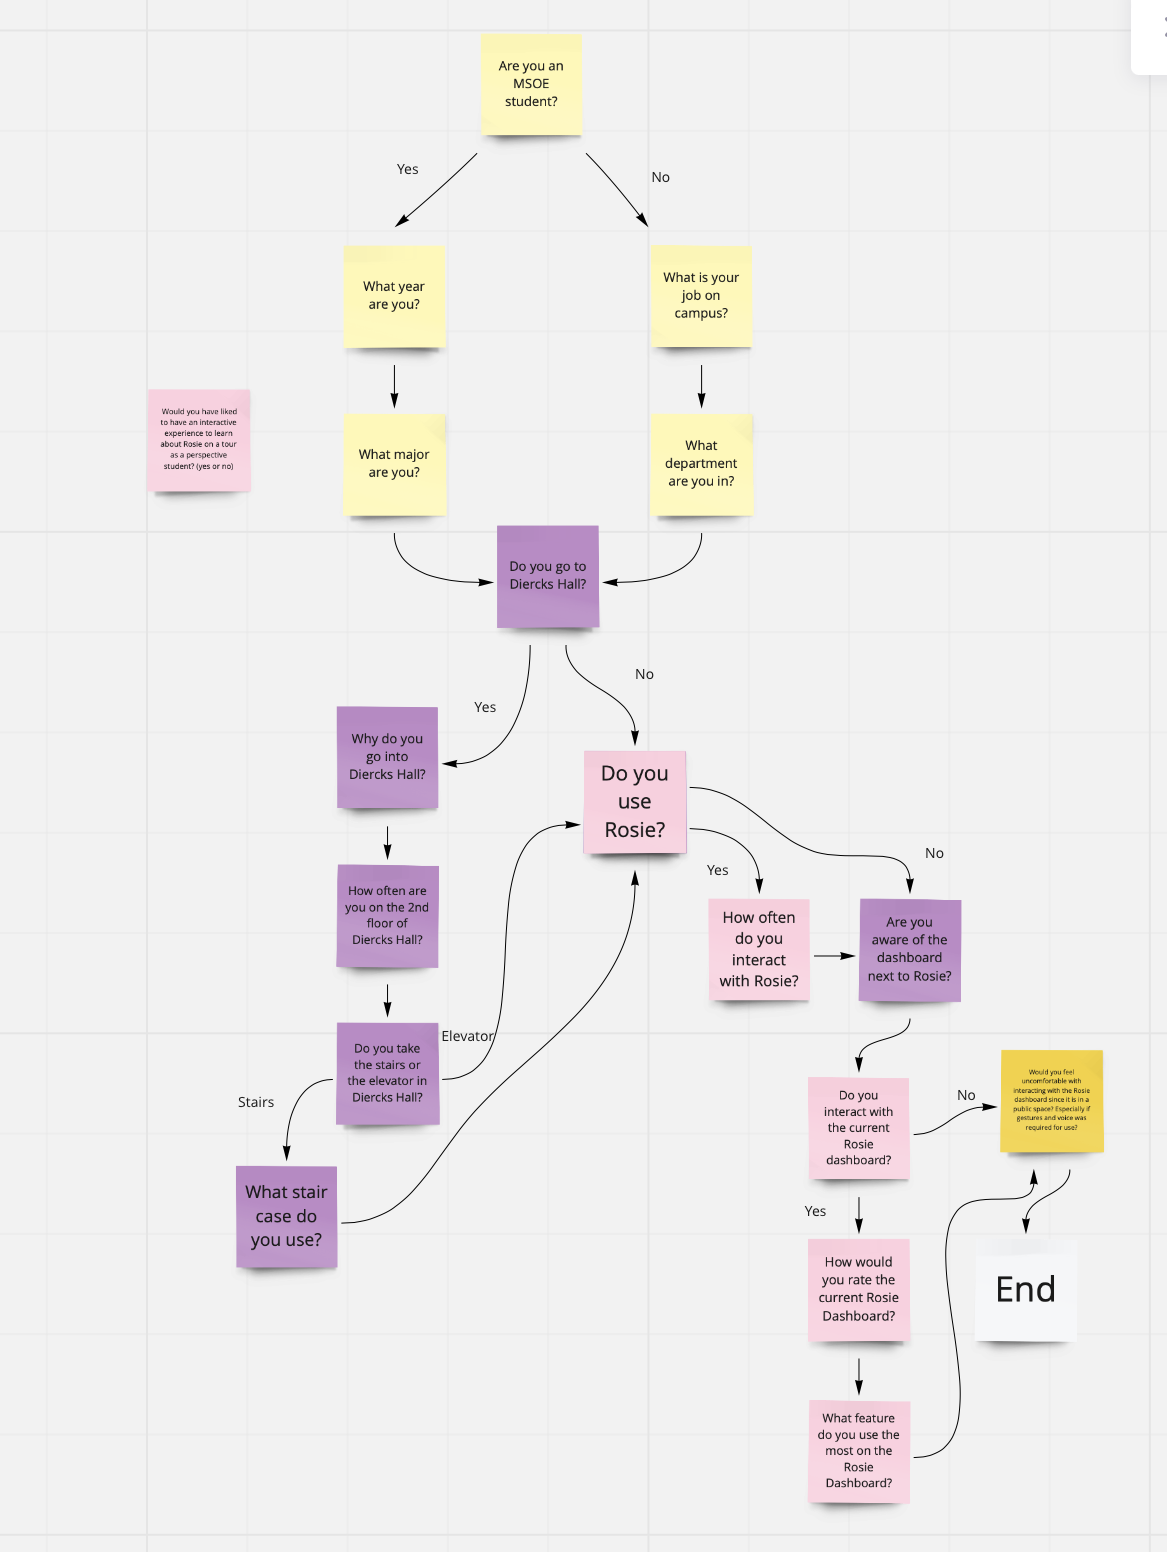 Are you an
MSOE
student?
Yes
No
What year
are you?
What is your
job on
campus?
Would you have liked
to have an interactive
experience to learn
about Rosie on a tour
as a perspective
student? (yes or no)
What major
are you?
What
department
are you in?
Do you go to
Diercks Hall?
Yes
No
Why do you
go into
Diercks Hall?
Do you
use
Rosie?
Yes
No
How often are
you on the 2nd
floor of
Diercks Hall?
How often
do you
interact
with Rosie?
Are you
aware of the
dashboard
next to Rosie?
Do you take
the stairs or
the elevator in
Diercks Hall?
Elevator
Stairs
What stair
case do
you use?
Do you
interact with
the current
Rosie
dashboard?
No
Would you feel
uncomfortable with
interacting with the Rosie
dashboard since it is in a
public space? Especially if
gestures and voice was
required for use?
Yes
How would
you rate the
current Rosie
Dashboard?
End
What feature
do you use the
most on the
Rosie
Dashboard?